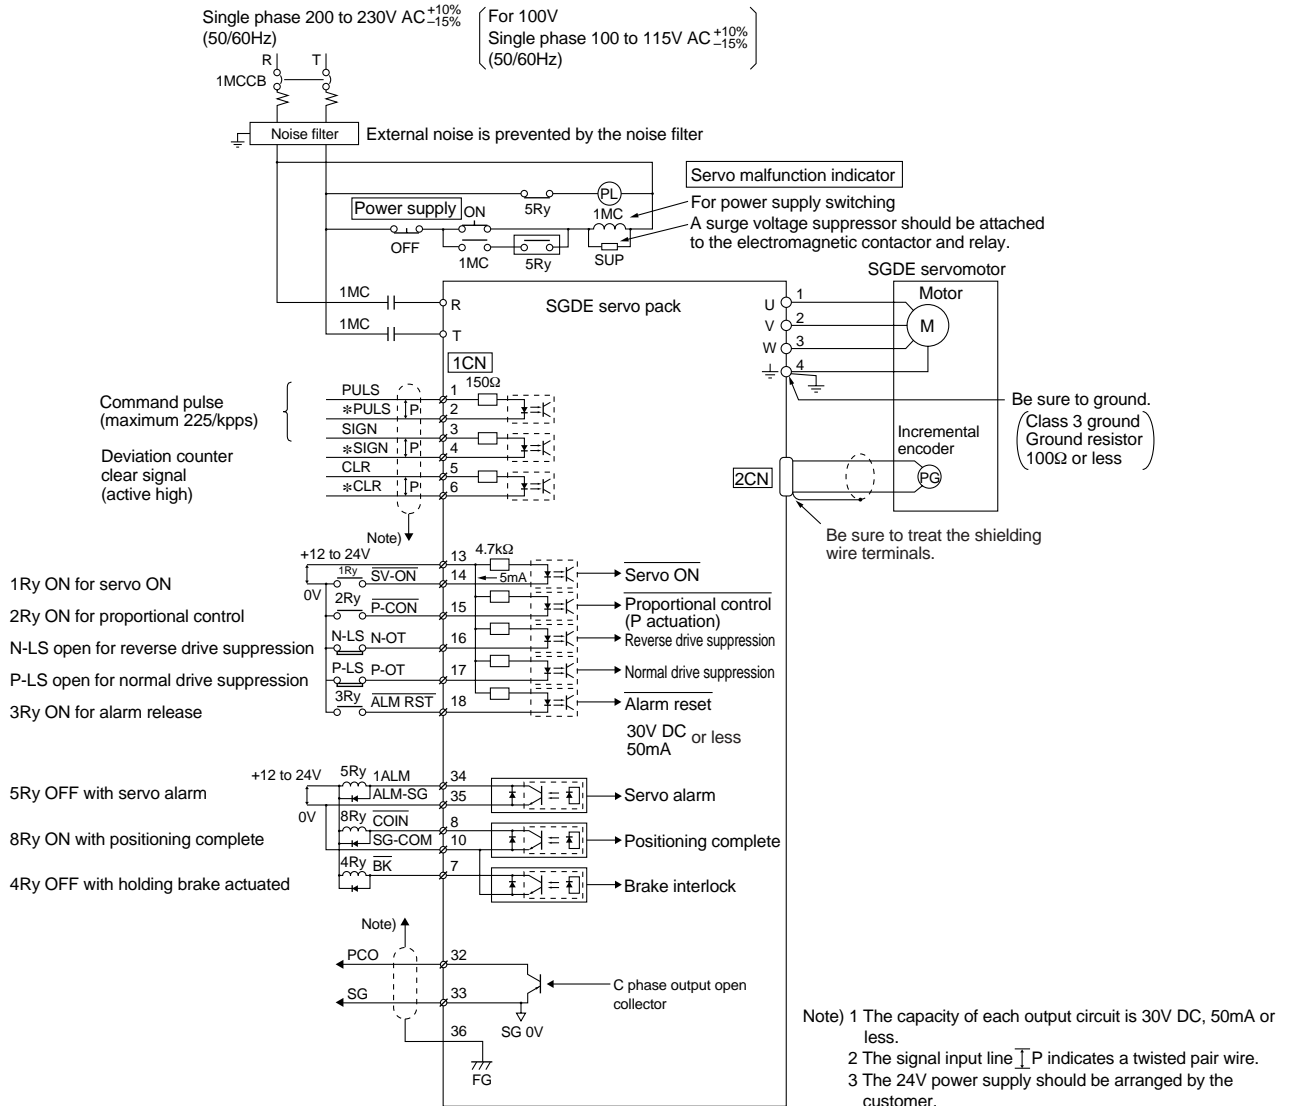 Single phase 200 to 230V AC +10% −15%
(50/60Hz)
For 100V
Single phase 100 to 115V AC +10% −15%
(50/60Hz)
R T
1MCCB
Noise filter
External noise is prevented by the noise filter
Servo malfunction indicator
PL
5Ry
1MC
For power supply switching
Power supply
ON
OFF
1MC
5Ry
SUP
A surge voltage suppressor should be attached
to the electromagnetic contactor and relay.
SGDE servomotor
1MC
R
SGDE servo pack
U 1
Motor
1MC
T
V 2
M
W 3
4
1CN
150Ω
Command pulse
(maximum 225/kpps)
PULS 1
*PULS P 2
SIGN 3
*SIGN P 4
Deviation counter
clear signal
(active high)
CLR 5
*CLR P 6
Be sure to ground.
Class 3 ground
Ground resistor
100Ω or less
Incremental
encoder
2CN
PG
Be sure to treat the shielding
wire terminals.
Note)
+12 to 24V
13 4.7kΩ
1Ry ON for servo ON
1Ry SV-ON 14 5mA
Servo ON
0V
2Ry ON for proportional control
2Ry P-CON 15
Proportional control
(P actuation)
N-LS open for reverse drive suppression
N-LS N-OT 16
Reverse drive suppression
P-LS open for normal drive suppression
P-LS P-OT 17
Normal drive suppression
3Ry ON for alarm release
3Ry ALM RST 18
Alarm reset
30V DC
50mA or less
+12 to 24V
5Ry OFF with servo alarm
5Ry 1ALM 34
ALM-SG 35
Servo alarm
0V
8Ry ON with positioning complete
8Ry COIN 8
SG-COM 10
Positioning complete
4Ry OFF with holding brake actuated
4Ry BK 7
Brake interlock
Note)
PCO 32
SG 33
C phase output open
collector
SG 0V
36
FG
Note) 1 The capacity of each output circuit is 30V DC, 50mA or
less.
2 The signal input line P indicates a twisted pair wire.
3 The 24V power supply should be arranged by the
customer.